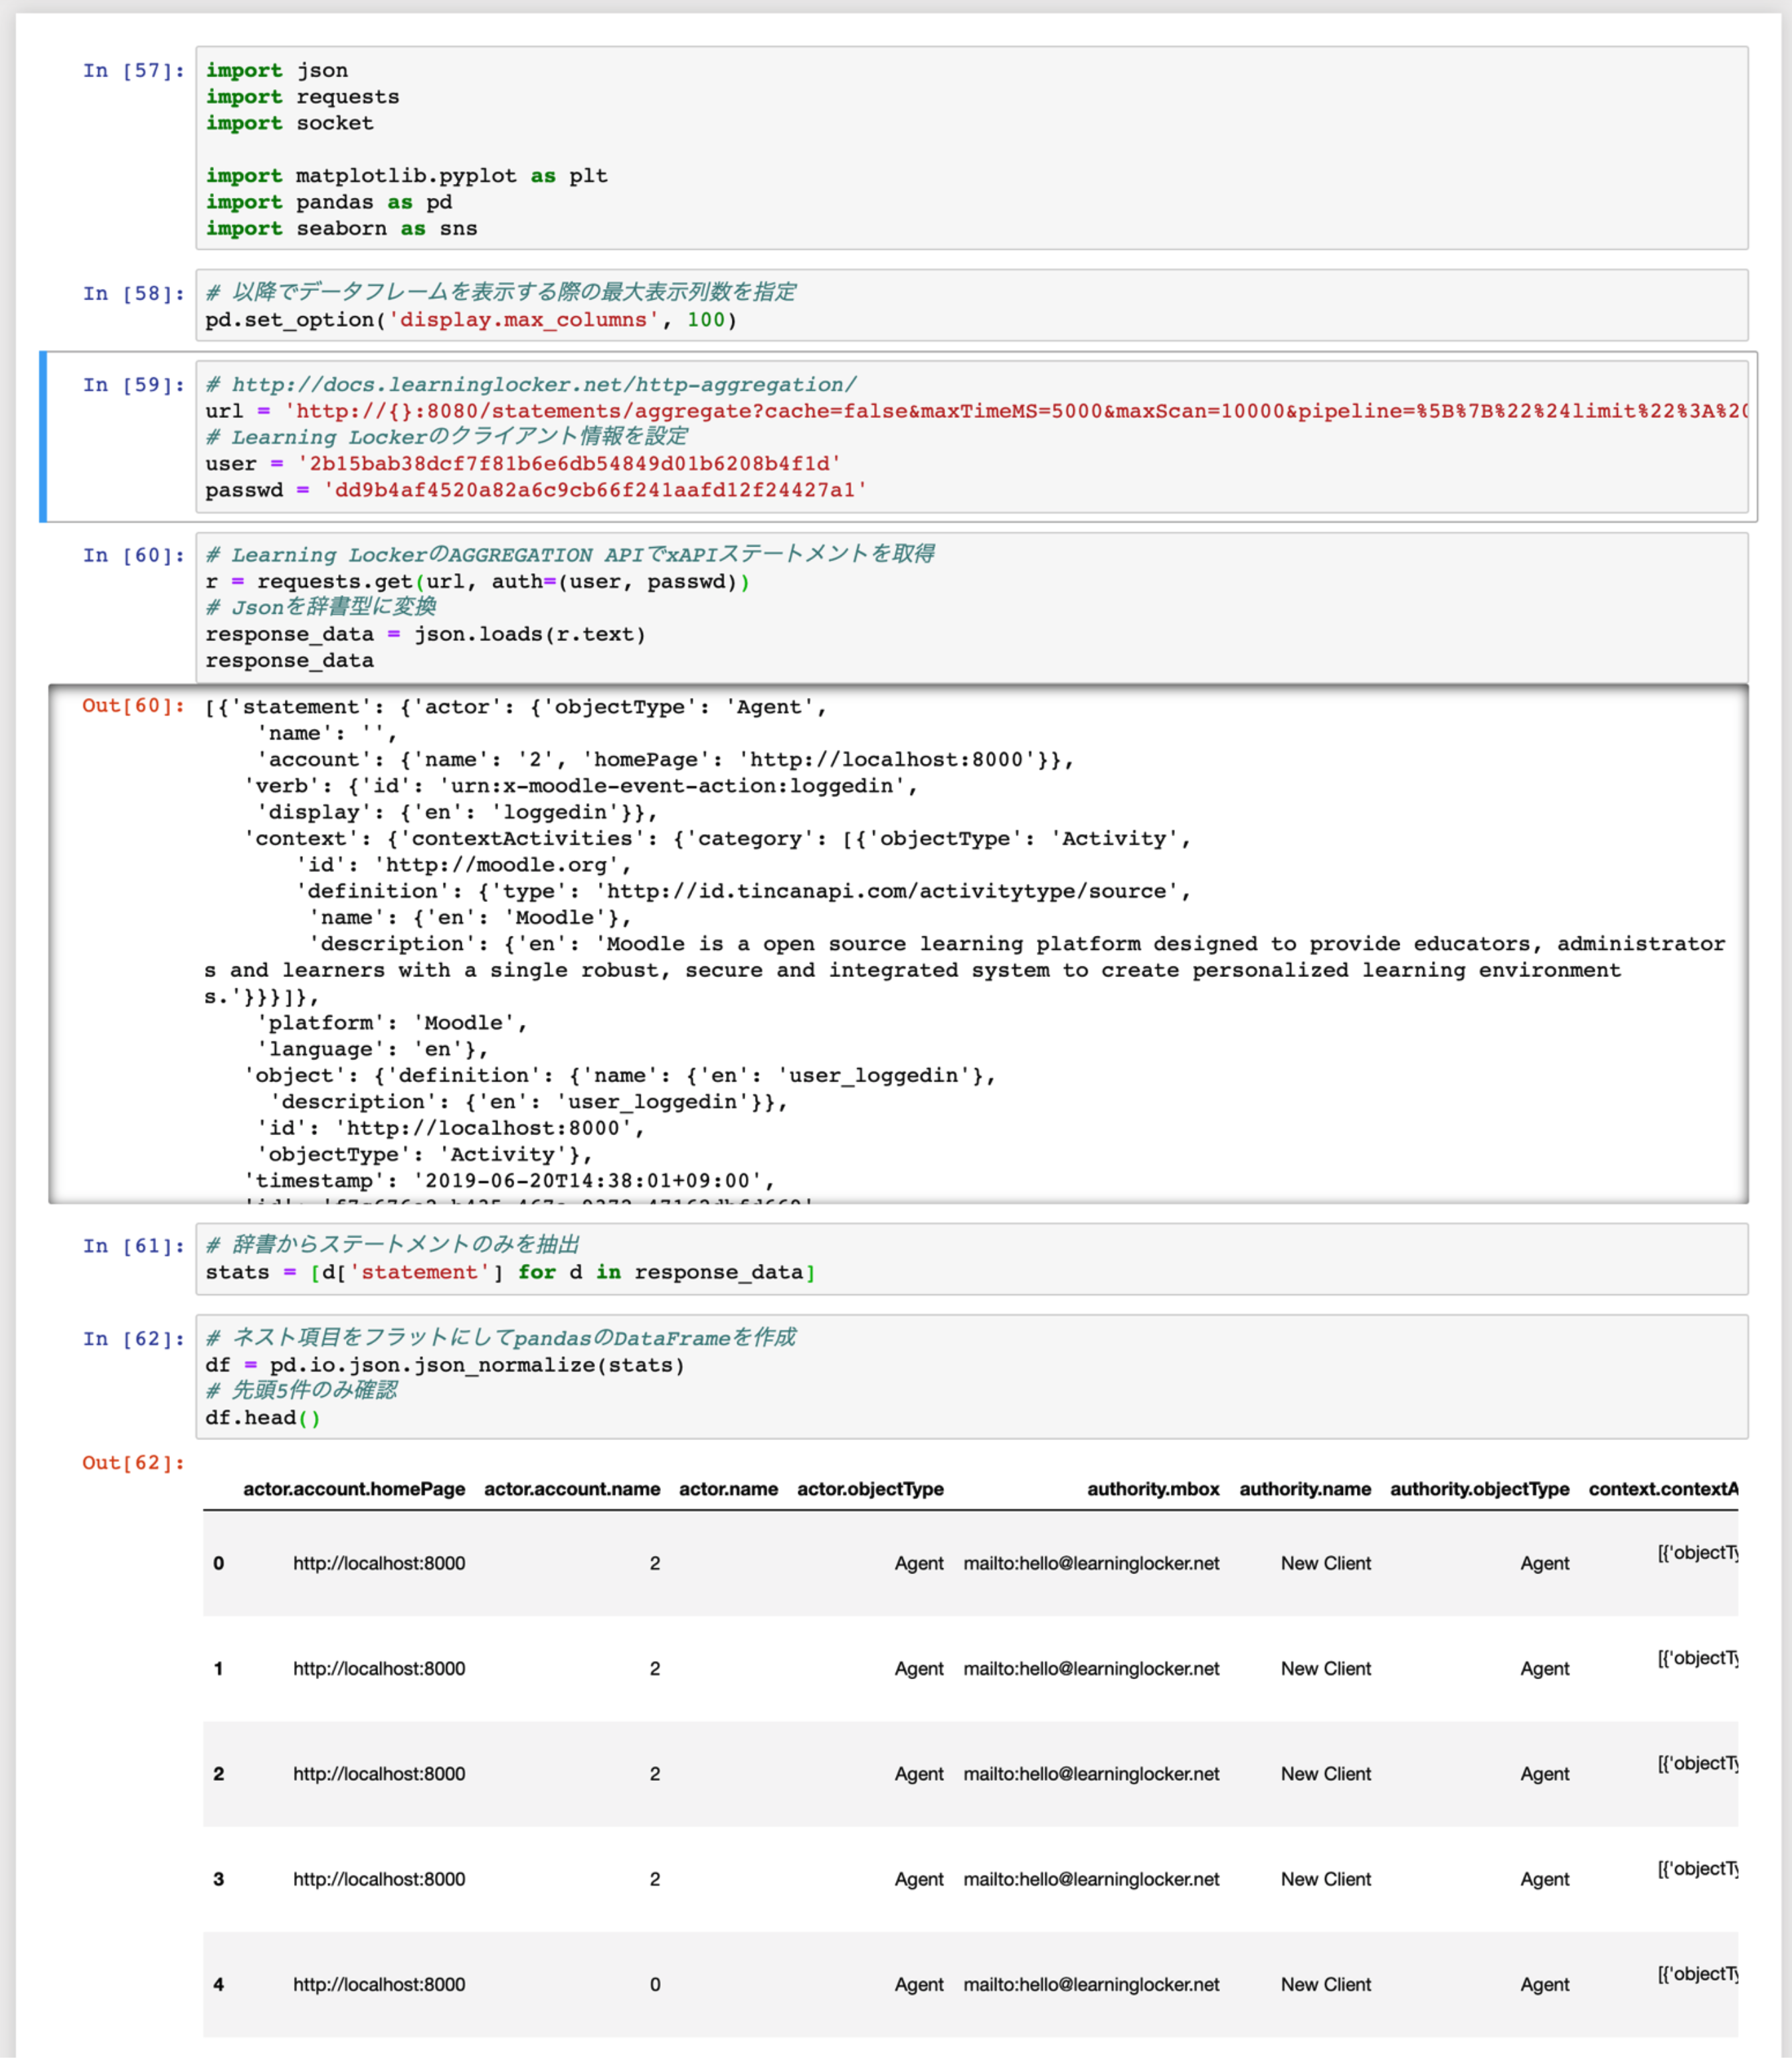 In [57]:
import json
import requests
import socket
import matplotlib.pyplot as plt
import pandas as pd
import seaborn as sns
In [58]:
# 以降でデータフレームを表示する際の最大表示列数を指定
pd.set_option('display.max_columns', 100)
In [59]:
# http://docs.learninglocker.net/http-aggregation/
url = 'http://{}:8080/statements/aggregate?cache=false&maxTimeMS=5000&maxScan=10000&pipeline=%5B%7B%22%24limit%22%3A%20
# Learning Lockerのクライアント情報を設定
user = '2b15bab38dcf7f81b6e6db54849d01b6208b4f1d'
passwd = 'dd9b4af4520a82a6c9cb66f241aafd12f24427a1'
In [60]:
# Learning LockerのAGGREGATION APIでxAPIステートメントを取得
r = requests.get(url, auth=(user, passwd))
# Jsonを辞書型に変換
response_data = json.loads(r.text)
response_data
Out[60]:
[{'statement': {'actor': {'objectType': 'Agent',
'name': '',
'account': {'name': '2', 'homePage': 'http://localhost:8000'}},
'verb': {'id': 'urn:x-moodle-event-action:loggedin',
'display': {'en': 'loggedin'}},
'context': {'contextActivities': {'category': [{'objectType': 'Activity',
'id': 'http://moodle.org',
'definition': {'type': 'http://id.tincanapi.com/activitytype/source',
'name': {'en': 'Moodle'},
'description': {'en': 'Moodle is a open source learning platform designed to provide educators, administrator
s and learners with a single robust, secure and integrated system to create personalized learning environment
s.'}}}]},
'platform': 'Moodle',
'language': 'en'},
'object': {'definition': {'name': {'en': 'user_loggedin'},
'description': {'en': 'user_loggedin'}},
'id': 'http://localhost:8000',
'objectType': 'Activity'},
'timestamp': '2019-06-20T14:38:01+09:00',
In [61]:
# 辞書からステートメントのみを抽出
stats = [d['statement'] for d in response_data]
In [62]:
# ネスト項目をフラットにしてpandasのDataFrameを作成
df = pd.io.json.json_normalize(stats)
# 先頭5件のみ確認
df.head()
Out[62]:
actor.account.homePage actor.account.name actor.name actor.objectType authority.mbox authority.name authority.objectType context.contextA
0 http://localhost:8000 2 Agent mailto:hello@learninglocker.net New Client Agent [{'objectTy
1 http://localhost:8000 2 Agent mailto:hello@learninglocker.net New Client Agent [{'objectTy
2 http://localhost:8000 2 Agent mailto:hello@learninglocker.net New Client Agent [{'objectTy
3 http://localhost:8000 2 Agent mailto:hello@learninglocker.net New Client Agent [{'objectTy
4 http://localhost:8000 0 Agent mailto:hello@learninglocker.net New Client Agent [{'objectTy